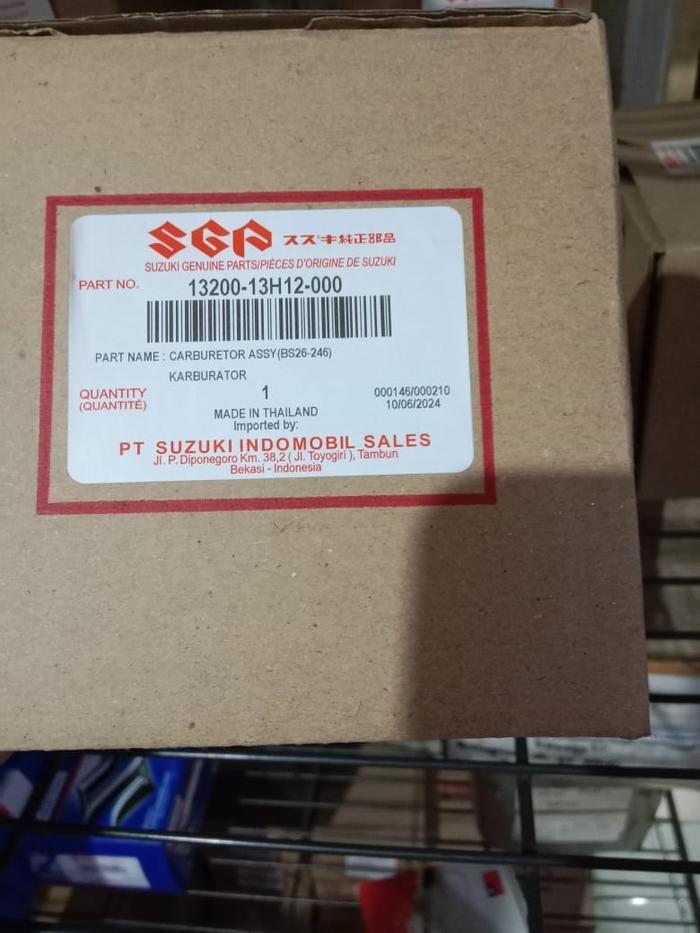 SGP スズキ純正部品
SUZUKI GENUINE PARTS/PIÈCES D'ORIGINE DE SUZUKI
PART NO. 13200-13H12-000
PART NAME : CARBURETOR ASSY(BS26-246)
KARBURATOR
QUANTITY 1 000146/000210
(QUANTITÉ) 10/06/2024
MADE IN THAILAND
Imported by:
PT SUZUKI INDOMOBIL SALES
Jl. P. Diponegoro Km. 38,2 ( Jl. Toyogiri ), Tambun
Bekasi - Indonesia